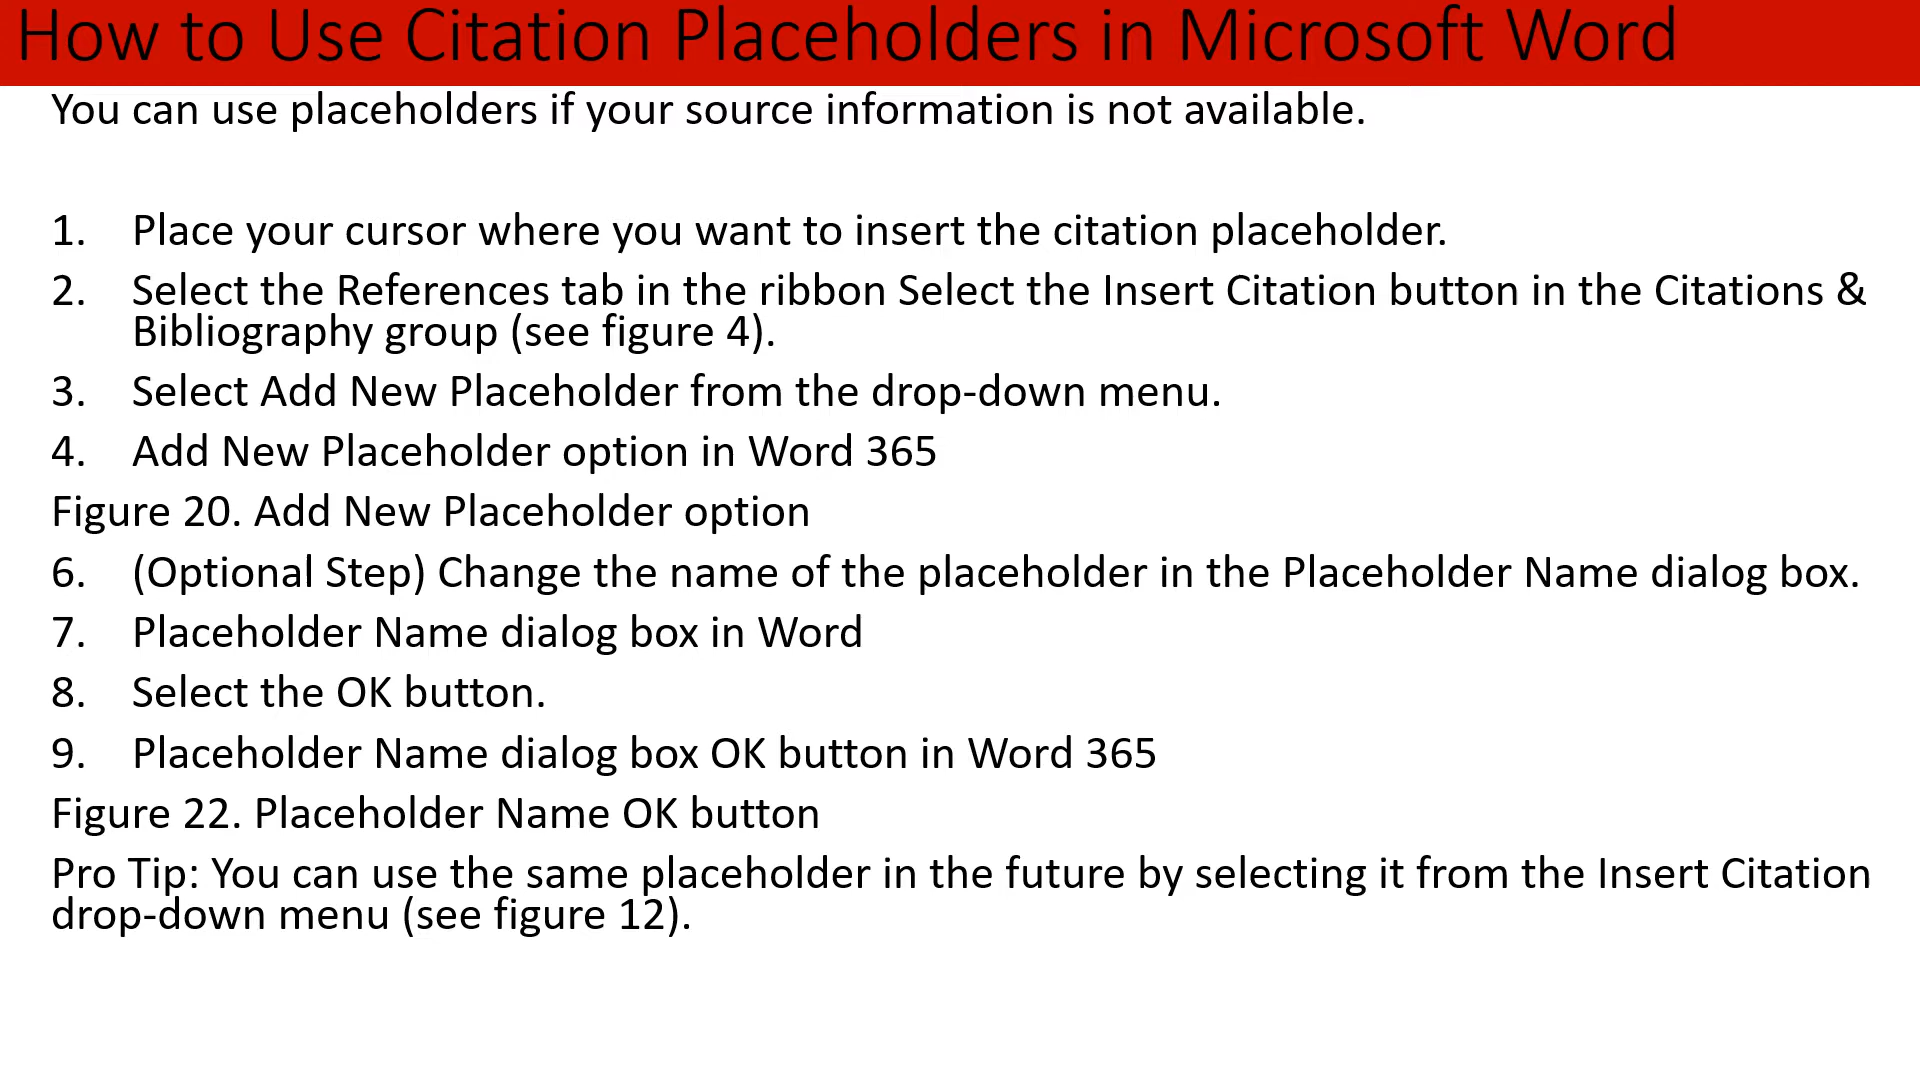 How to Use Citation Placeholders in Microsoft Word
You can use placeholders if your source information is not available.
1. Place your cursor where you want to insert the citation placeholder.
2. Select the References tab in the ribbon Select the Insert Citation button in the Citations &
Bibliography group (see figure 4).
3. Select Add New Placeholder from the drop-down menu.
4. Add New Placeholder option in Word 365
Figure 20. Add New Placeholder option
6. (Optional Step) Change the name of the placeholder in the Placeholder Name dialog box.
7. Placeholder Name dialog box in Word
8. Select the OK button.
9. Placeholder Name dialog box OK button in Word 365
Figure 22. Placeholder Name OK button
Pro Tip: You can use the same placeholder in the future by selecting it from the Insert Citation
drop-down menu (see figure 12).